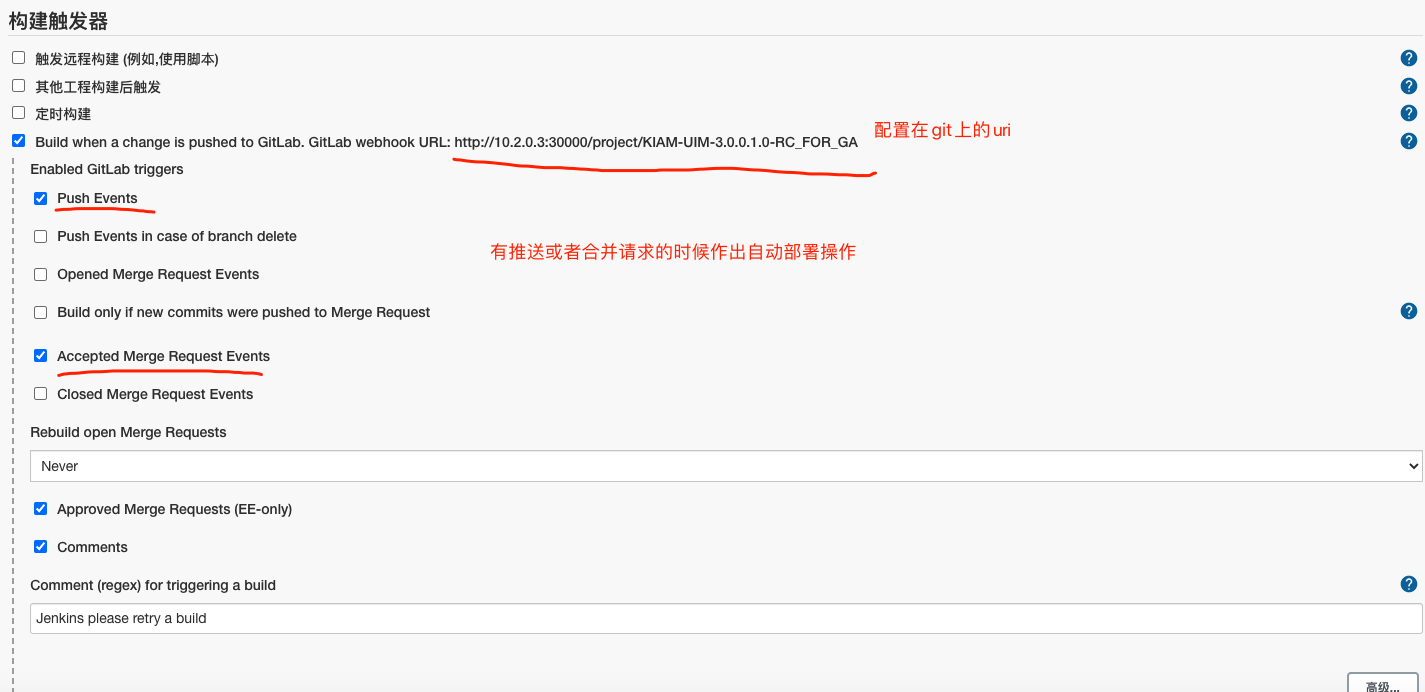 构建触发器
触发远程构建 (例如,使用脚本)
其他工程构建后触发
定时构建
Build when a change is pushed to GitLab. GitLab webhook URL: http://10.2.0.3:30000/project/KIAM-UIM-3.0.0.1.0-RC_FOR_GA
配置在git上的uri
Enabled GitLab triggers
Push Events
Push Events in case of branch delete
有推送或者合并请求的时候作出自动部署操作
Opened Merge Request Events
Build only if new commits were pushed to Merge Request
Accepted Merge Request Events
Closed Merge Request Events
Rebuild open Merge Requests
Never
Approved Merge Requests (EE-only)
Comments
Comment (regex) for triggering a build
Jenkins please retry a build
高级...